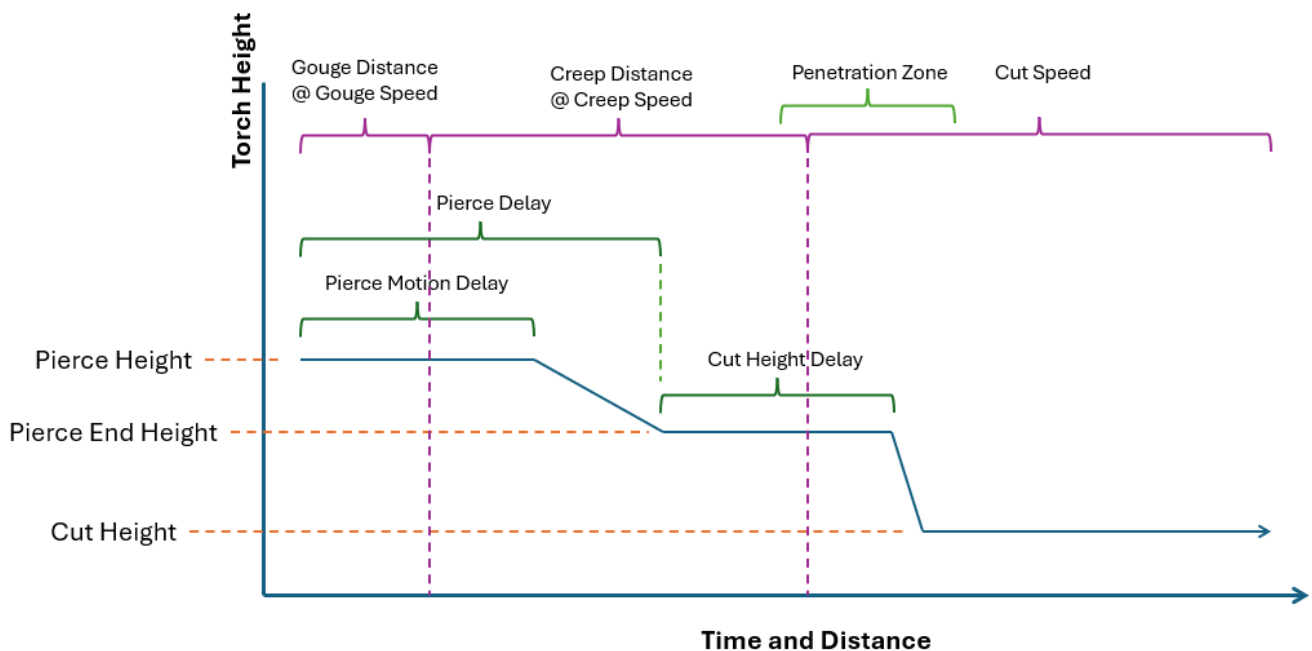 Torch Height
Gouge Distance
@ Gouge Speed
Creep Distance
@ Creep Speed
Penetration Zone
Cut Speed
Pierce Delay
Pierce Motion Delay
Pierce Height
Cut Height Delay
Pierce End Height
Cut Height
Time and Distance